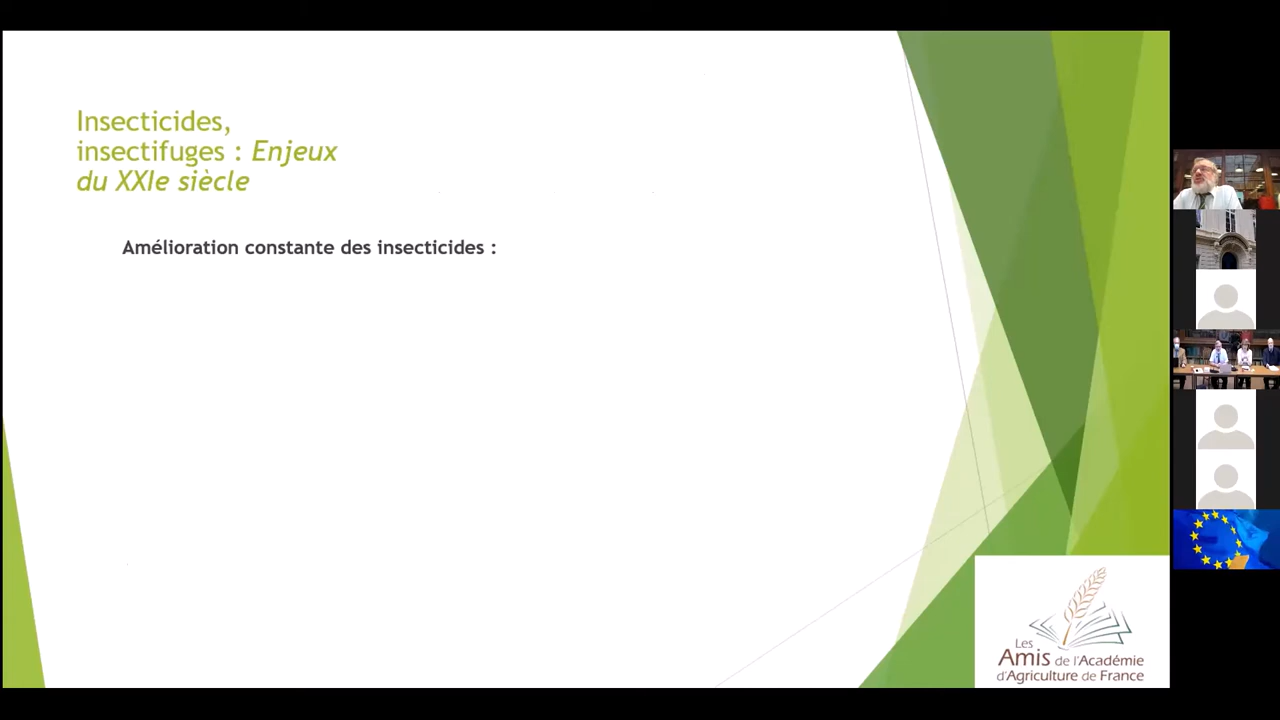 Insecticides,
insectifuges : Enjeux
du XXIe siècle
Amélioration constante des insecticides :
Les
Amis de l'Académie
d'Agriculture de France